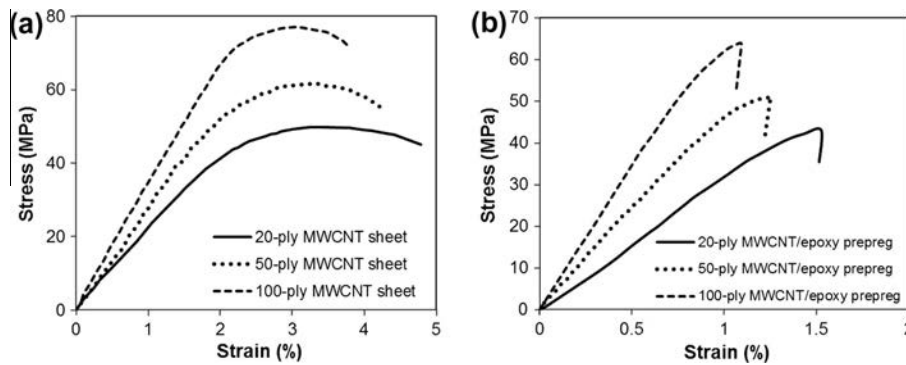 (a)
80
60
40
20
0
Stress (MPa)
20-ply MWCNT sheet
50-ply MWCNT sheet
100-ply MWCNT sheet
0 1 2 3 4 5
Strain (%)
(b)
70
60
50
40
30
20
10
0
Stress (MPa)
20-ply MWCNT/epoxy prepreg
50-ply MWCNT/epoxy prepreg
100-ply MWCNT/epoxy prepreg
0 0.5 1 1.5 2
Strain (%)